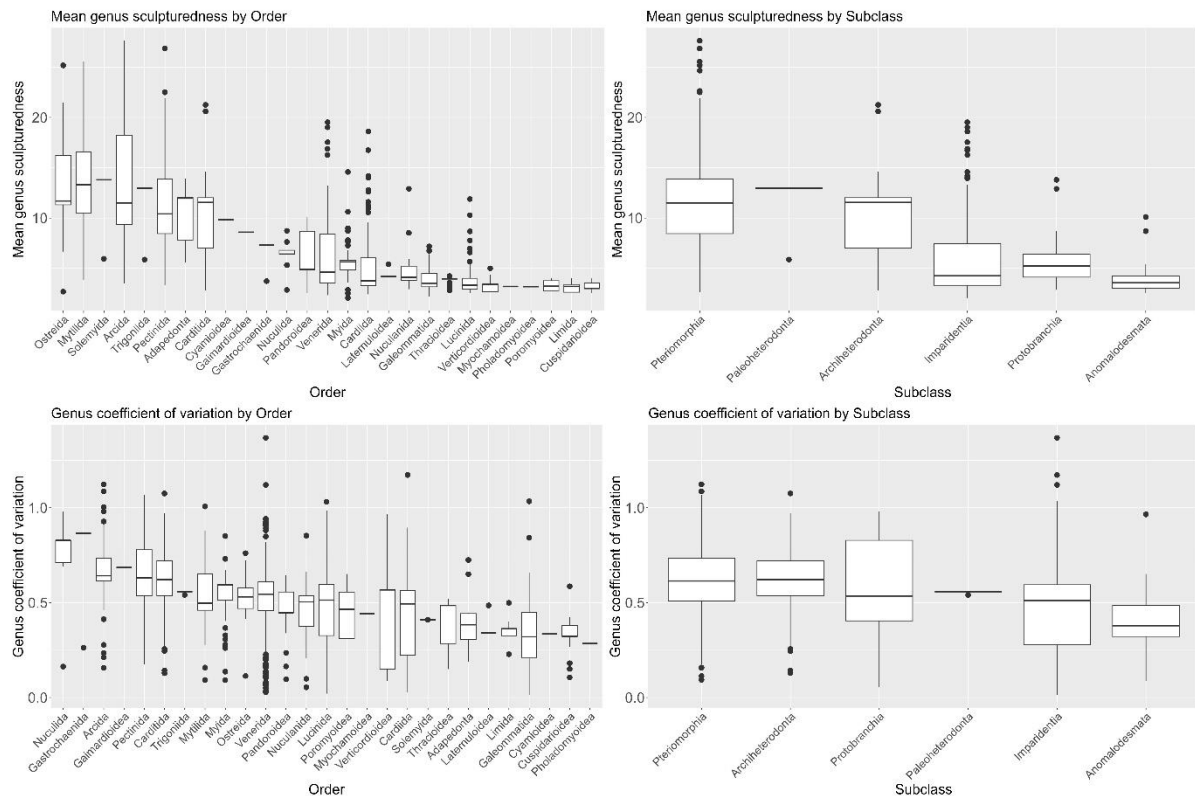 Mean genus sculpturedness by Order
Mean genus sculpturedness
20
10
Ostreida
Mytilida
Solemyida
Arcida
Trigoniida
Pectinida
Adapedonta
Carditida
Cyamioidea
Gaimardioidea
Gastrochaenida
Nuculida
Pandoroidea
Venerida
Myida
Cardiida
Laternuloidea
Nuculanida
Galeommatida
Thracioidea
Lucinida
Verticordioidea
Myochamoidea
Pholadomyoidea
Poromyoidea
Limida
Cuspidarioidea
Order
Mean genus sculpturedness by Subclass
Mean genus sculpturedness
20
10
Pteriomorphia
Paleoheterodonta
Archiheterodonta
Imparidentia
Protobranchia
Anomalodesmata
Subclass
Genus coefficient of variation by Order
Genus coefficient of variation
1.0
0.5
0.0
Nuculida
Gastrochaenida
Arcida
Gaimardioidea
Pectinida
Carditida
Trigoniida
Mytilida
Myida
Ostreida
Venerida
Pandoroidea
Nuculanida
Lucinida
Poromyoidea
Myochamoidea
Verticordioidea
Cardiida
Solemyida
Thracioidea
Adapedonta
Laternuloidea
Limida
Galeommatida
Cyamioidea
Cuspidarioidea
Pholadomyoidea
Order
Genus coefficient of variation by Subclass
Genus coefficient of variation
1.0
0.5
0.0
Pteriomorphia
Archiheterodonta
Protobranchia
Paleoheterodonta
Imparidentia
Anomalodesmata
Subclass